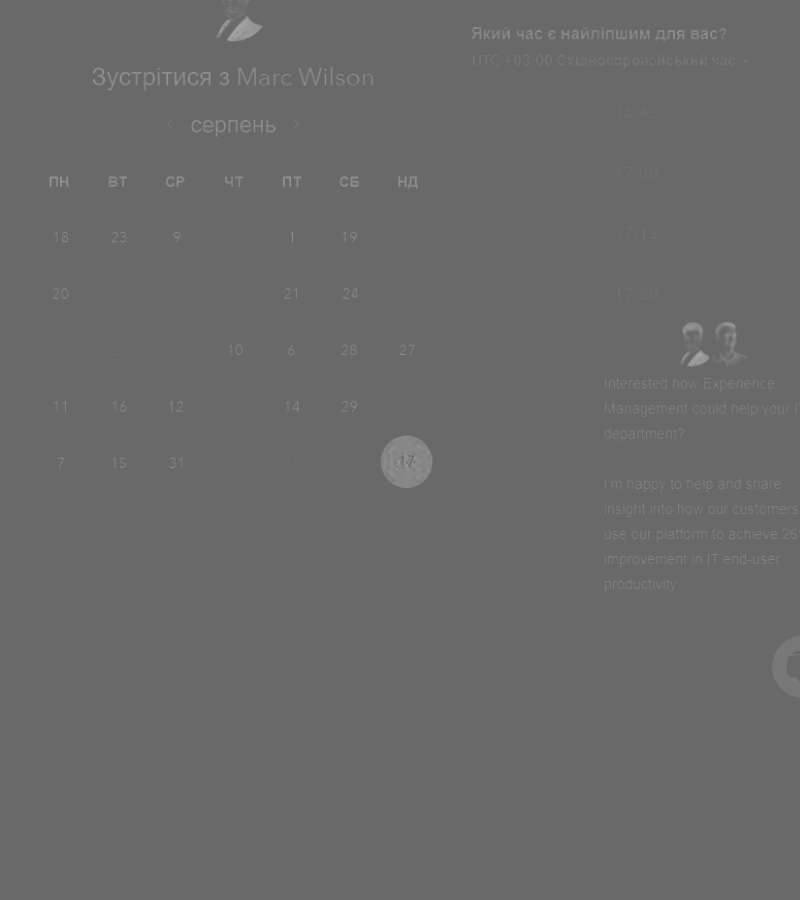 Зустрітися з Marc Wilson
серпень
ПН ВТ СР ЧТ ПТ СБ НД
18 23 9 1 19
20 21 24
10 6 28 27
11 16 12 14 29
7 15 31 17
Який час є найліпшим для вас?
UTC +03:00 Східноєвропейський час
16:45
17:00
17:15
17:30
Interested how Experience
Management could help your
department?
I'm happy to help and share
insight into how our customers
use our platform to achieve 26
improvement in IT end-user
productivity.